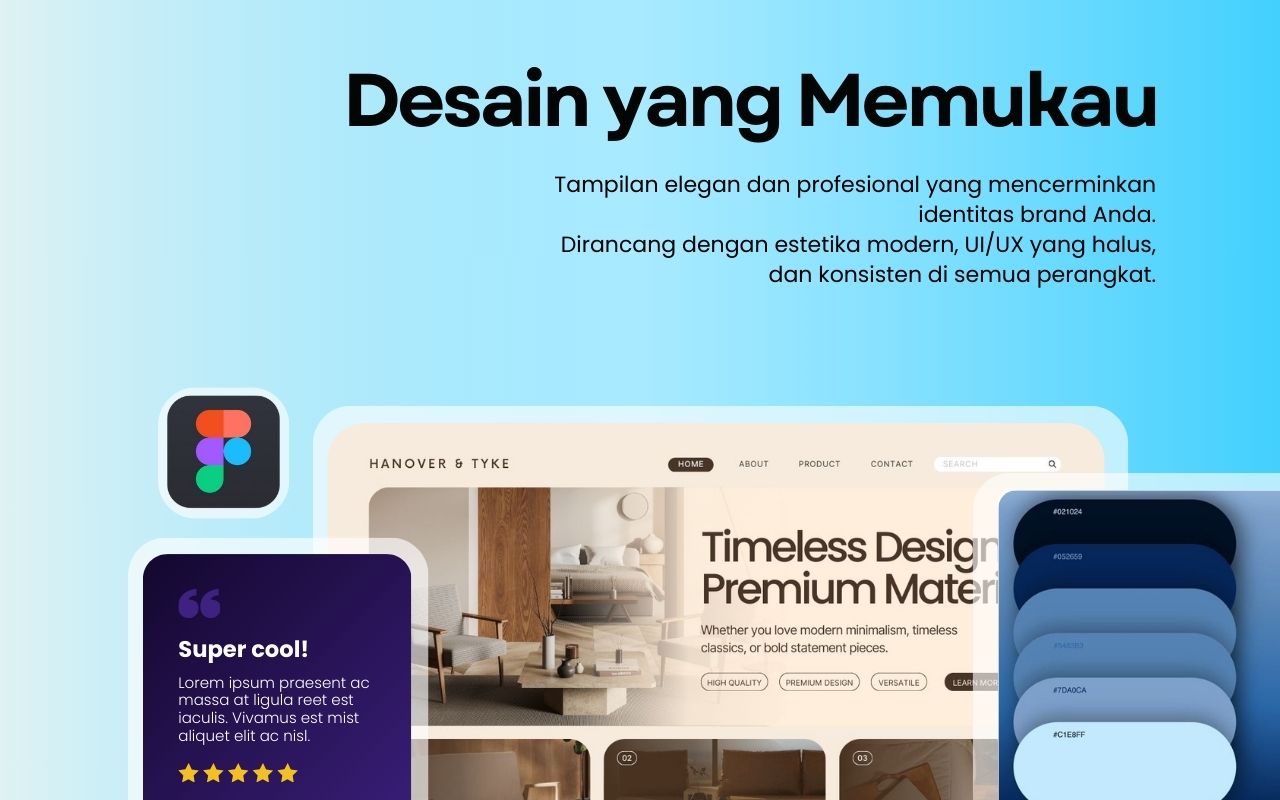 Desain yang Memukau
Tampilan elegan dan profesional yang mencerminkan
identitas brand Anda.
Dirancang dengan estetika modern, UI/UX yang halus,
dan konsisten di semua perangkat.
HANOVER & TYKE
HOME
ABOUT
PRODUCT
CONTACT
SEARCH
Timeless Design
Premium Materi
Whether you love modern minimalism, timeless
classics, or bold statement pieces.
HIGH QUALITY
PREMIUM DESIGN
VERSATILE
LEARN MOR
02
03
Super cool!
Lorem ipsum praesent ac
massa at ligula reet est
iaculis. Vivamus est mist
aliquet elit ac nisl.
#021024
#052659
#5483B3
#7DA0CA
#C1E8FF